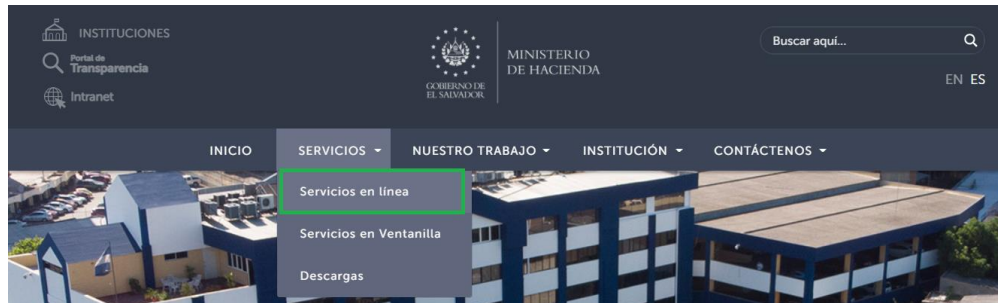 INSTITUCIONES
Portal de
Transparencia
Intranet
GOBIERNO DE
EL SALVADOR
MINISTERIO
DE HACIENDA
Buscar aquí...
EN ES
INICIO SERVICIOS NUESTRO TRABAJO INSTITUCIÓN CONTÁCTENOS
Servicios en línea
Servicios en Ventanilla
Descargas